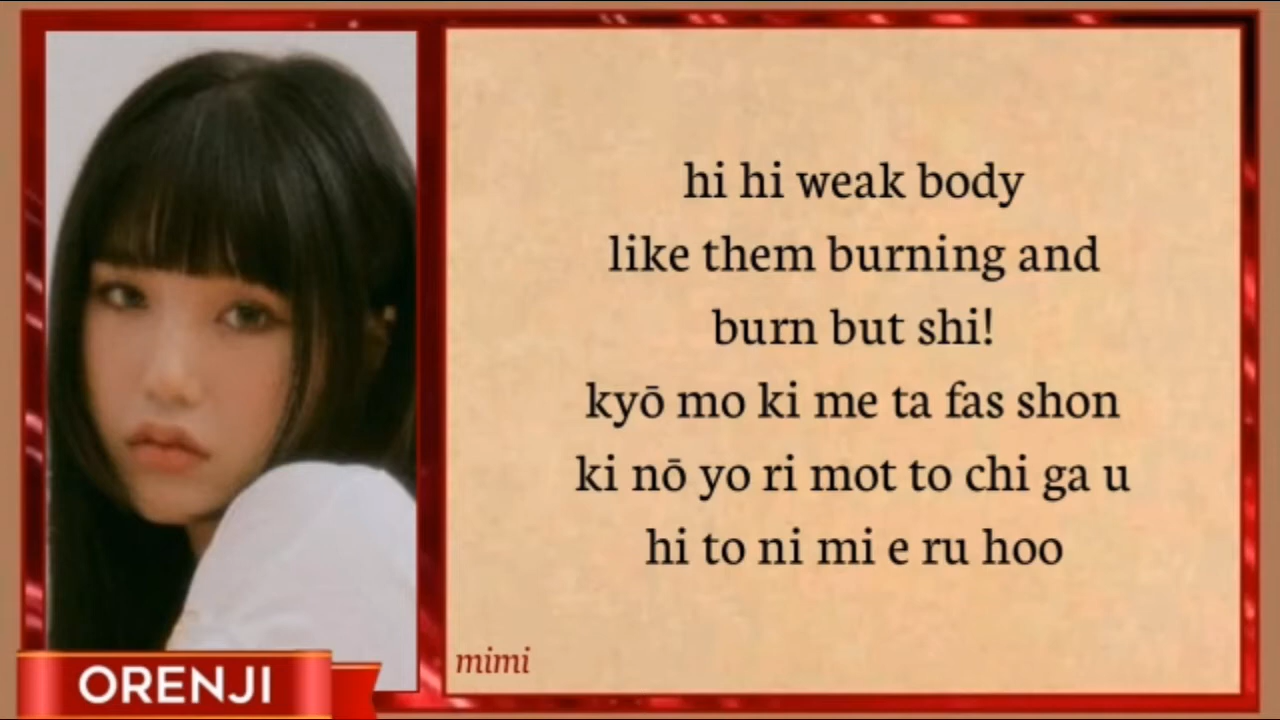 hi hi weak body
like them burning and
burn but shi!
kyō mo ki me ta fas shon
ki nō yo ri mot to chi ga u
hi to ni mi e ru hoo
mimi
ORENJI